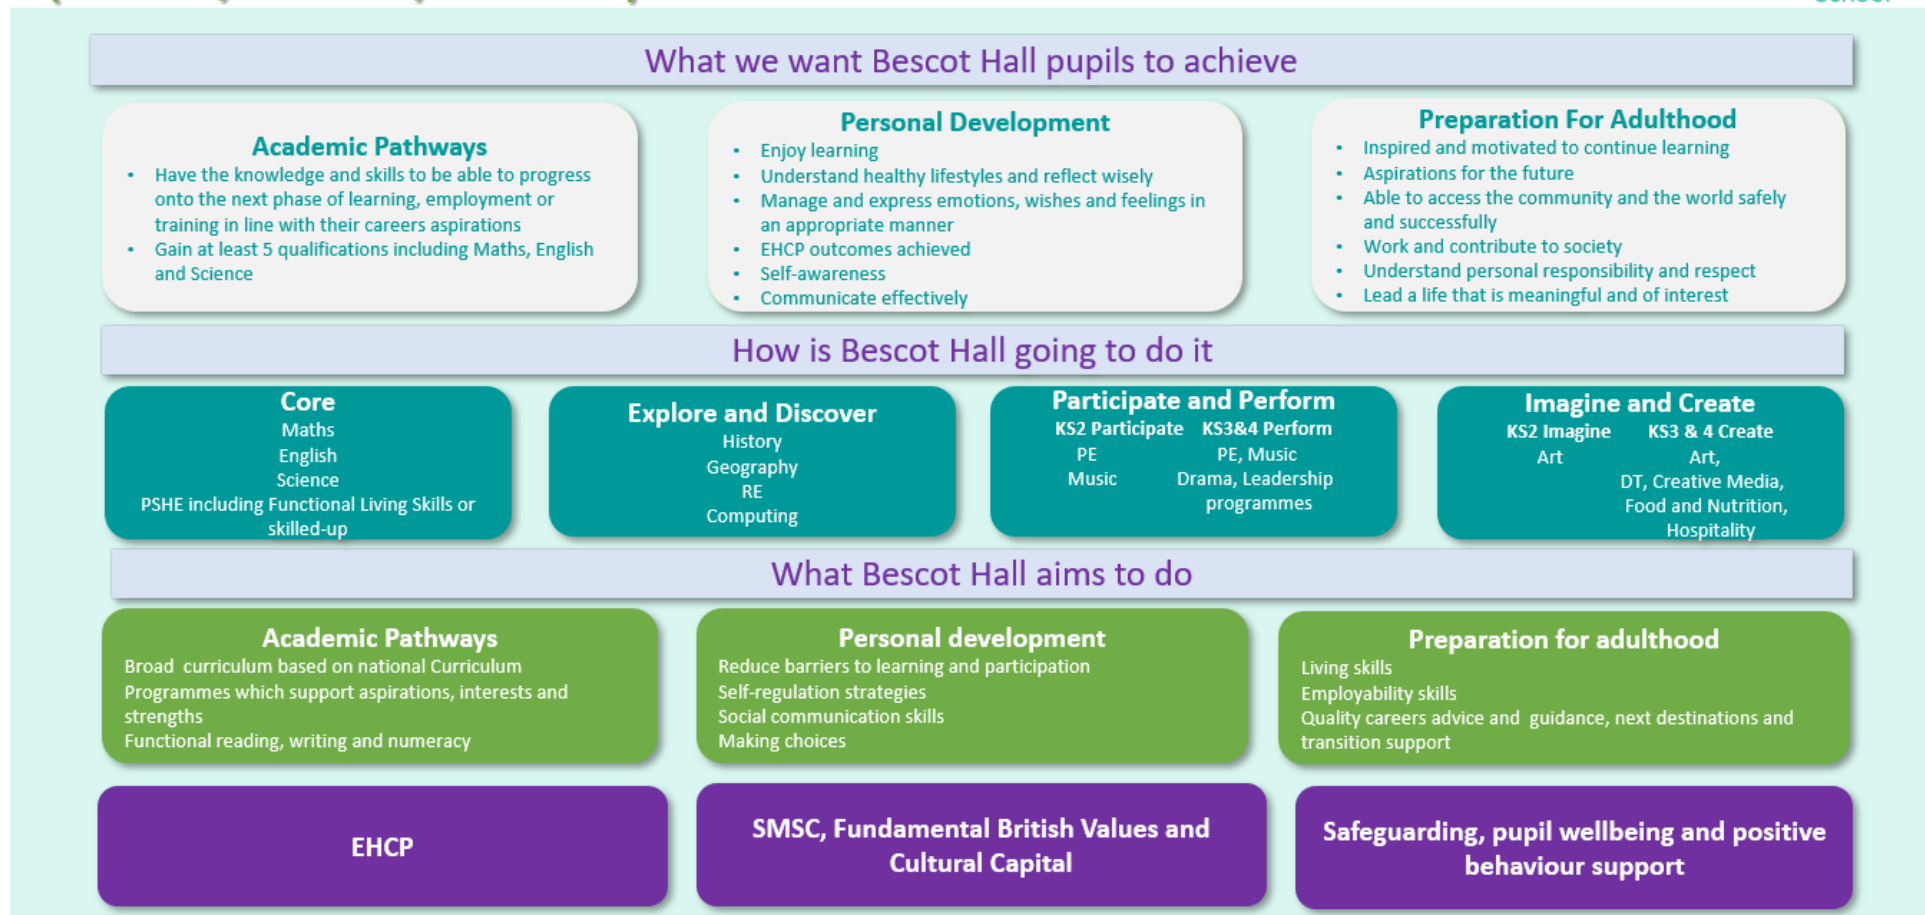 What we want Bescot Hall pupils to achieve
Academic Pathways
• Have the knowledge and skills to be able to progress
onto the next phase of learning, employment or
training in line with their careers aspirations
• Gain at least 5 qualifications including Maths, English
and Science
Personal Development
• Enjoy learning
• Understand healthy lifestyles and reflect wisely
• Manage and express emotions, wishes and feelings in
an appropriate manner
• EHCP outcomes achieved
• Self-awareness
• Communicate effectively
Preparation For Adulthood
• Inspired and motivated to continue learning
• Aspirations for the future
• Able to access the community and the world safely
and successfully
• Work and contribute to society
• Understand personal responsibility and respect
• Lead a life that is meaningful and of interest
How is Bescot Hall going to do it
Core
Maths
English
Science
PSHE including Functional Living Skills or
skilled-up
Explore and Discover
History
Geography
RE
Computing
Participate and Perform
KS2 Participate KS3&4 Perform
PE PE, Music
Music Drama, Leadership
programmes
Imagine and Create
KS2 Imagine KS3 & 4 Create
Art Art,
DT, Creative Media,
Food and Nutrition,
Hospitality
What Bescot Hall aims to do
Academic Pathways
Broad curriculum based on national Curriculum
Programmes which support aspirations, interests and
strengths
Functional reading, writing and numeracy
Personal development
Reduce barriers to learning and participation
Self-regulation strategies
Social communication skills
Making choices
Preparation for adulthood
Living skills
Employability skills
Quality careers advice and guidance, next destinations and
transition support
EHCP
SMSC, Fundamental British Values and
Cultural Capital
Safeguarding, pupil wellbeing and positive
behaviour support